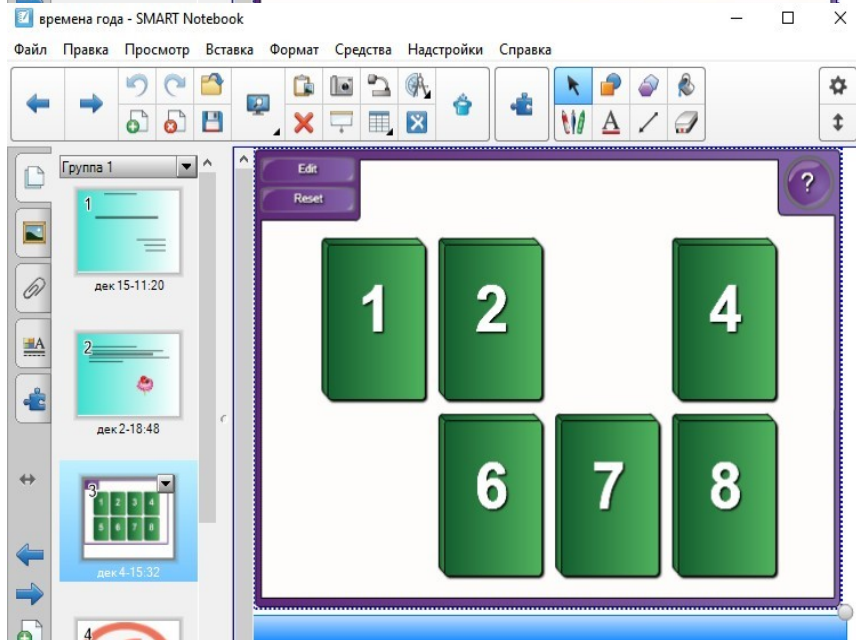 времена года - SMART Notebook
Файл Правка Просмотр Вставка Формат Средства Надстройки Справка
Группа 1
1
дек 15-11:20
2
дек 2-18:48
3
1 2 3 4
5 6 7 8
дек 4-15:32
4
Edit
Reset
?
1 2 4
6 7 8